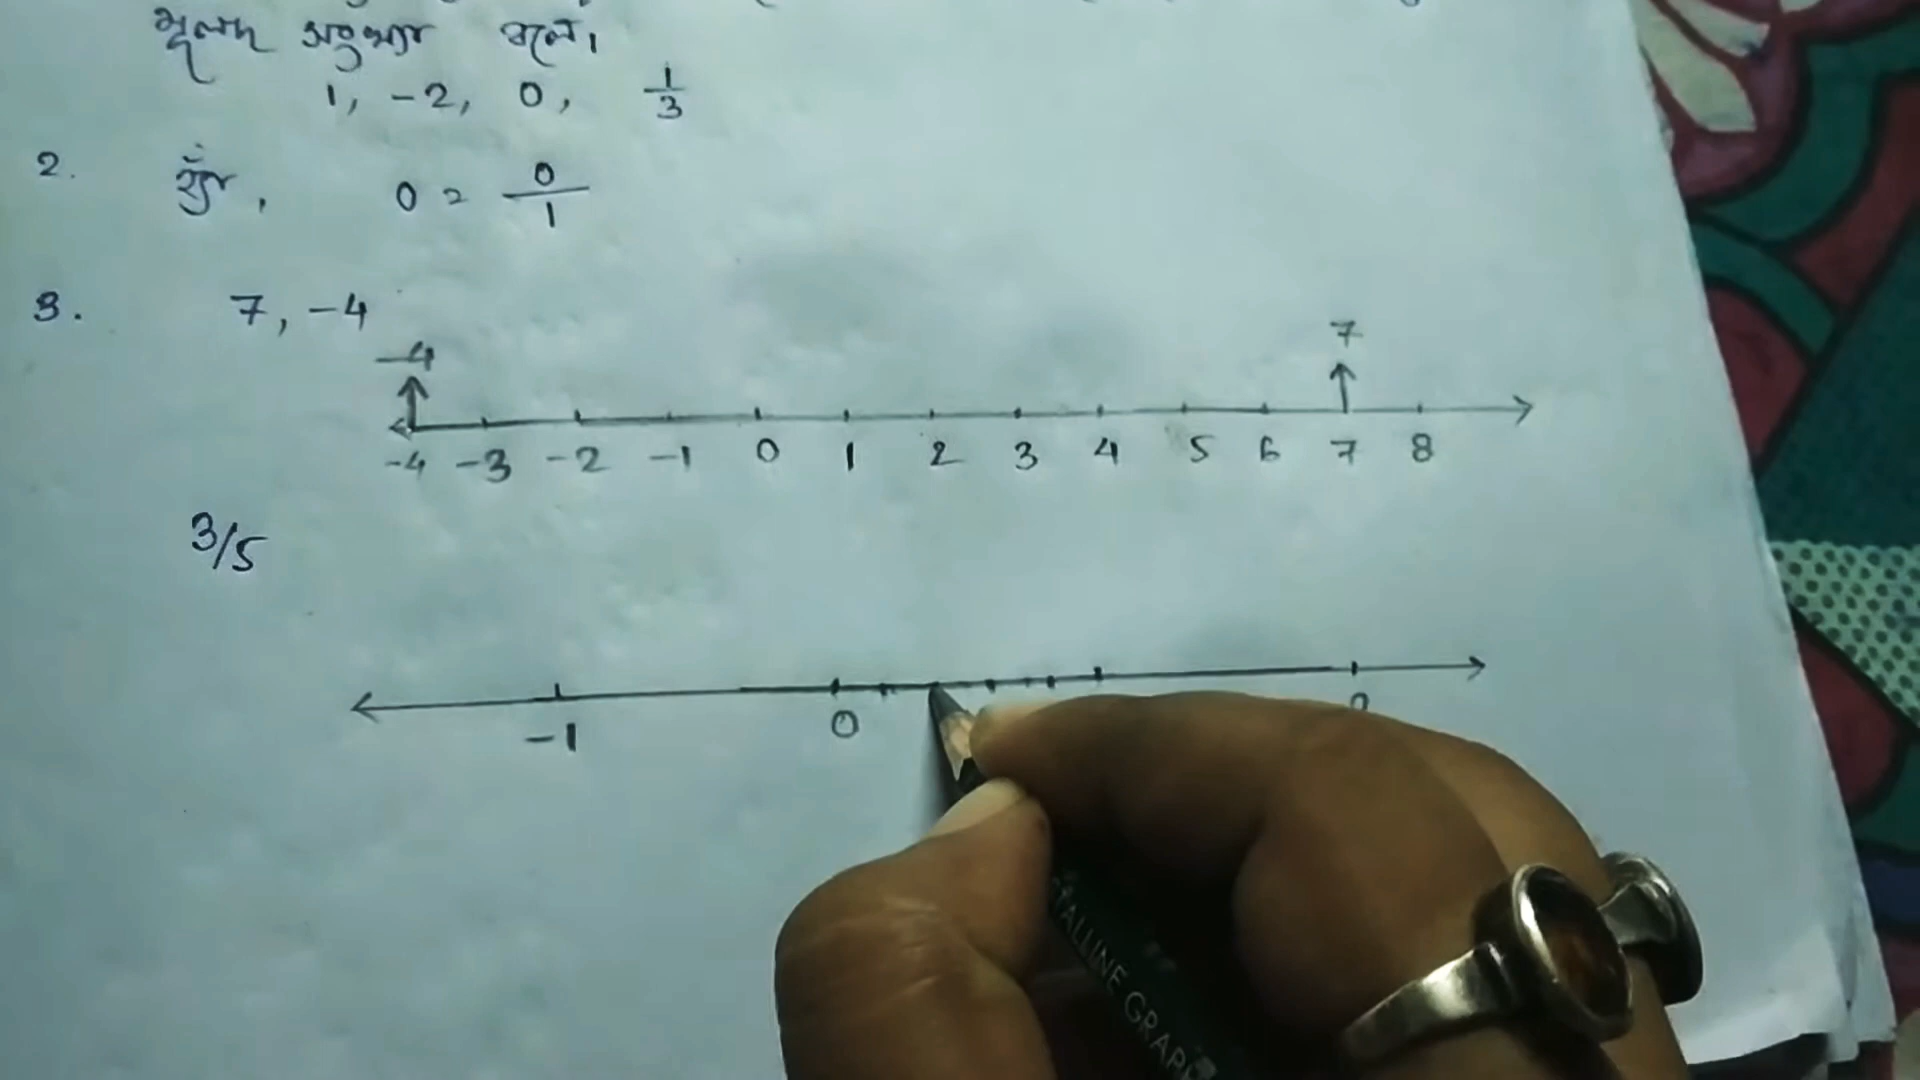 মূলদ বলে।
1, -2, 0, 1/3
2. হ্যাঁ, 0 = 0/1
3. 7, -4
-4 7
-4 -3 -2 -1 0 1 2 3 4 5 6 7 8
3/5
-1 0